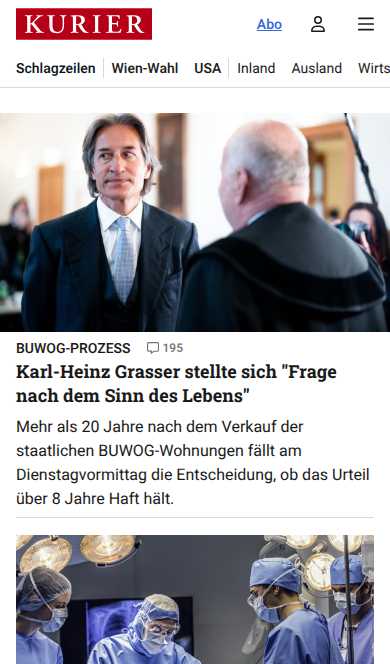 KURIER
Abo
Schlagzeilen Wien-Wahl USA Inland Ausland Wirts
BUWOG-PROZESS 195
Karl-Heinz Grasser stellte sich "Frage
nach dem Sinn des Lebens"
Mehr als 20 Jahre nach dem Verkauf der
staatlichen BUWOG-Wohnungen fällt am
Dienstagvormittag die Entscheidung, ob das Urteil
über 8 Jahre Haft hält.